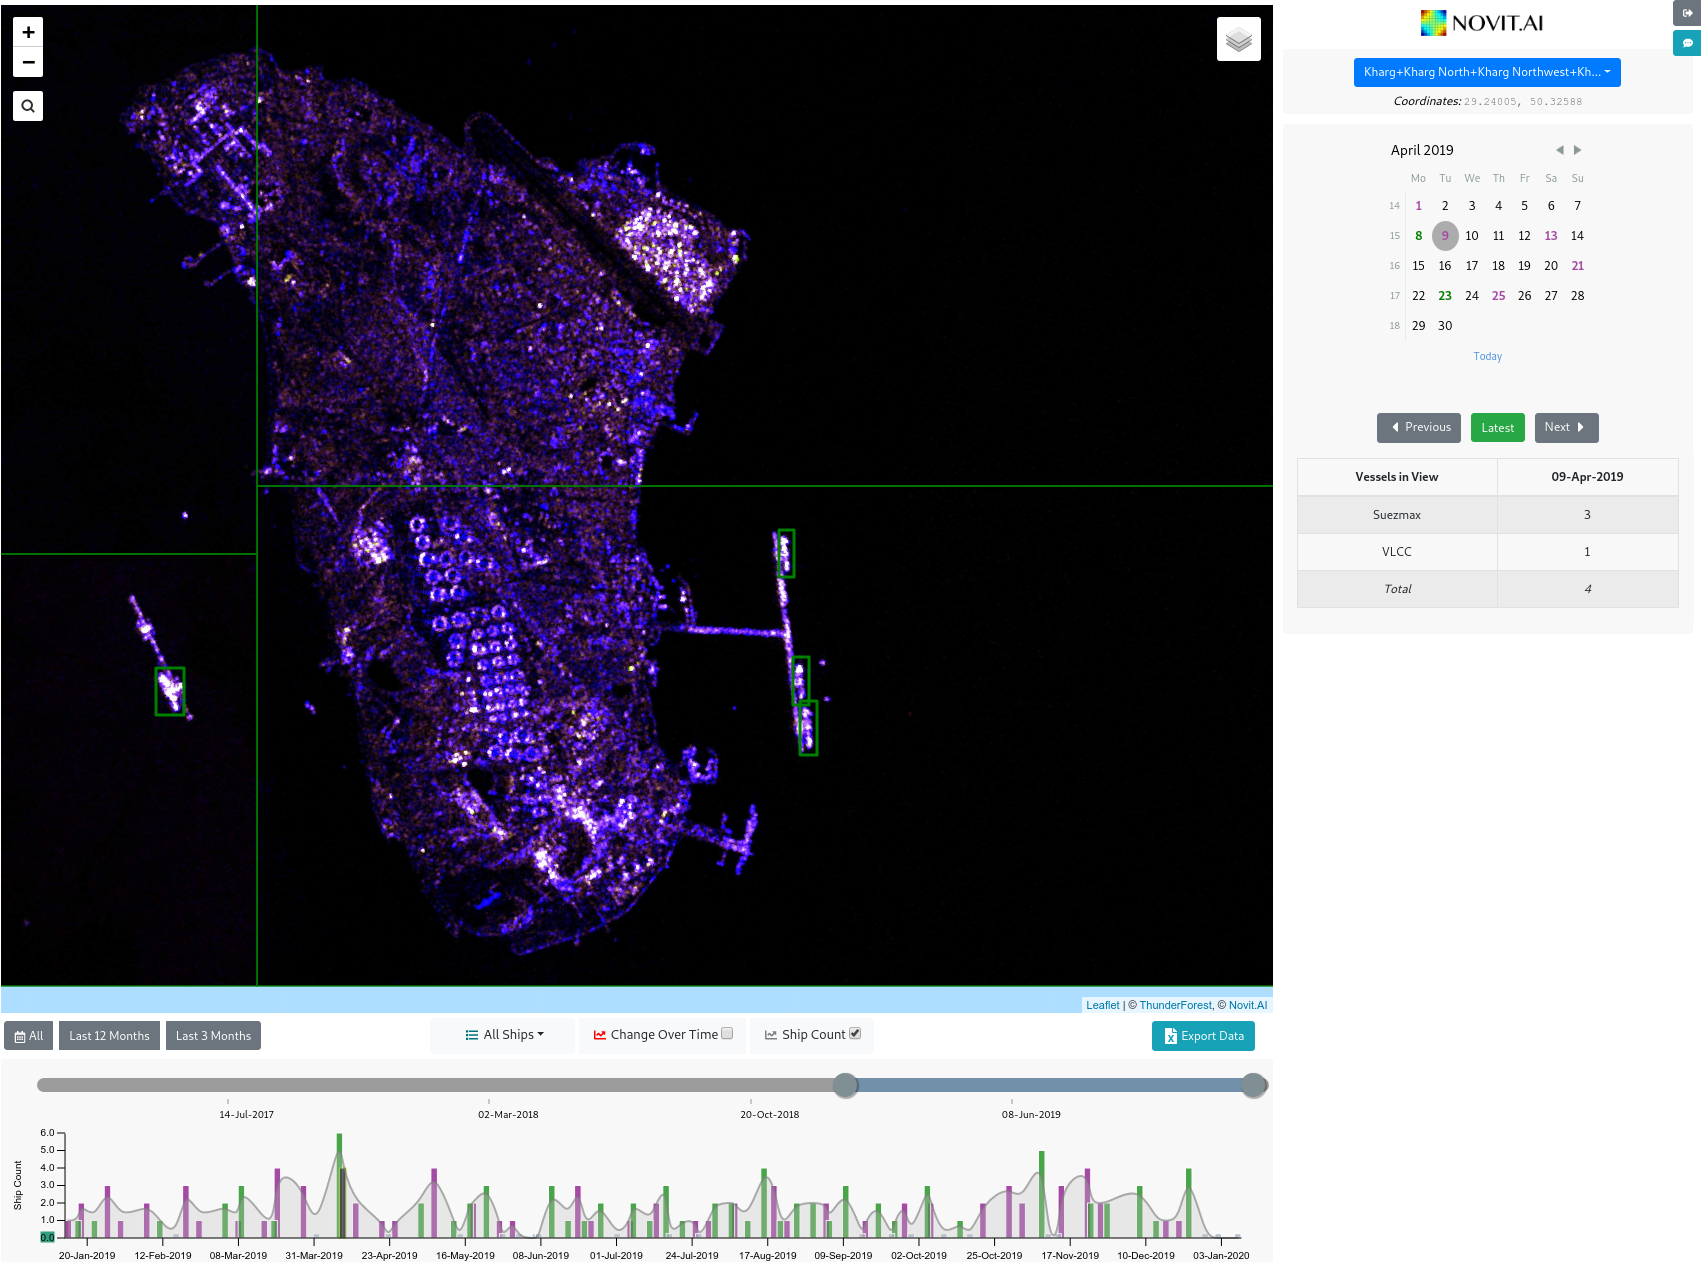 +
−
NOVIT.AI
Kharg+Kharg North+Kharg Northwest+Kh...
Coordinates: 29.24005, 50.32588
April 2019
Mo Tu We Th Fr Sa Su
14 1 2 3 4 5 6 7
15 8 9 10 11 12 13 14
16 15 16 17 18 19 20 21
17 22 23 24 25 26 27 28
18 29 30
Today
Previous Latest Next
Vessels in View 09-Apr-2019
Suezmax 3
VLCC 1
Total 4
Leaflet | © ThunderForest, © Novit.AI
All Last 12 Months Last 3 Months All Ships Change Over Time Ship Count Export Data
14-Jul-2017 02-Mar-2018 20-Oct-2018 08-Jun-2019
Ship Count
6.0
5.0
4.0
3.0
2.0
1.0
0.0
20-Jan-2019 12-Feb-2019 08-Mar-2019 31-Mar-2019 23-Apr-2019 16-May-2019 08-Jun-2019 01-Jul-2019 24-Jul-2019 17-Aug-2019 09-Sep-2019 02-Oct-2019 25-Oct-2019 17-Nov-2019 10-Dec-2019 03-Jan-2020